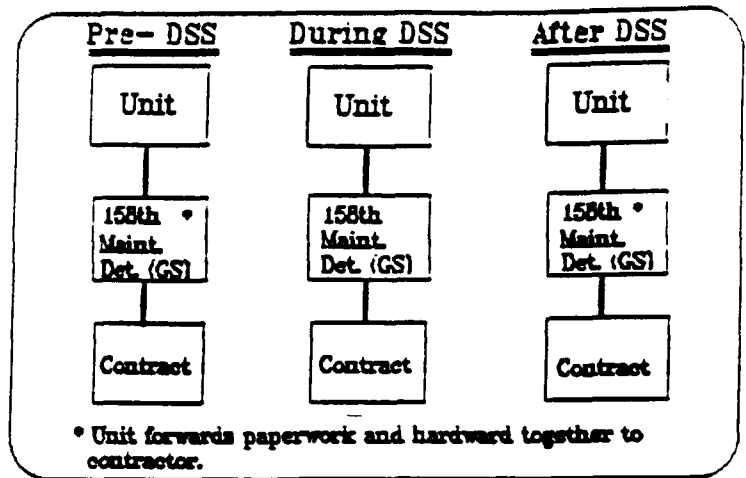 Pre- DSS
During DSS
After DSS
Unit
Unit
Unit
158th *
Maint.
Det. (GS)
158th
Maint.
Det. (GS)
158th *
Maint.
Det. (GS)
Contract
Contract
Contract
* Unit forwards paperwork and hardward together to
contractor.